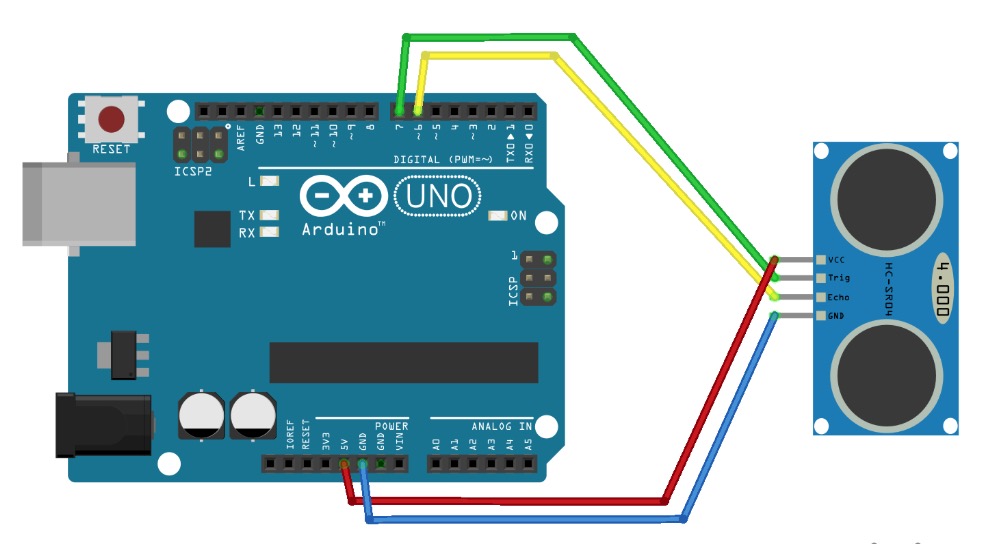 RESET
ICSP2
AREF
GND
13
12
~11
~10
~9
8
7
~6
~5
4
~3
2
TX0▶1
RX0◀0
DIGITAL (PWM=~)
L
TX
RX
UNO
Arduino™
ON
1
ICSP
POWER
ANALOG IN
IOREF
RESET
3V3
5V
GND
GND
VIN
A0
A1
A2
A3
A4
A5
VCC
Trig
Echo
GND
HC-SR04
4.000